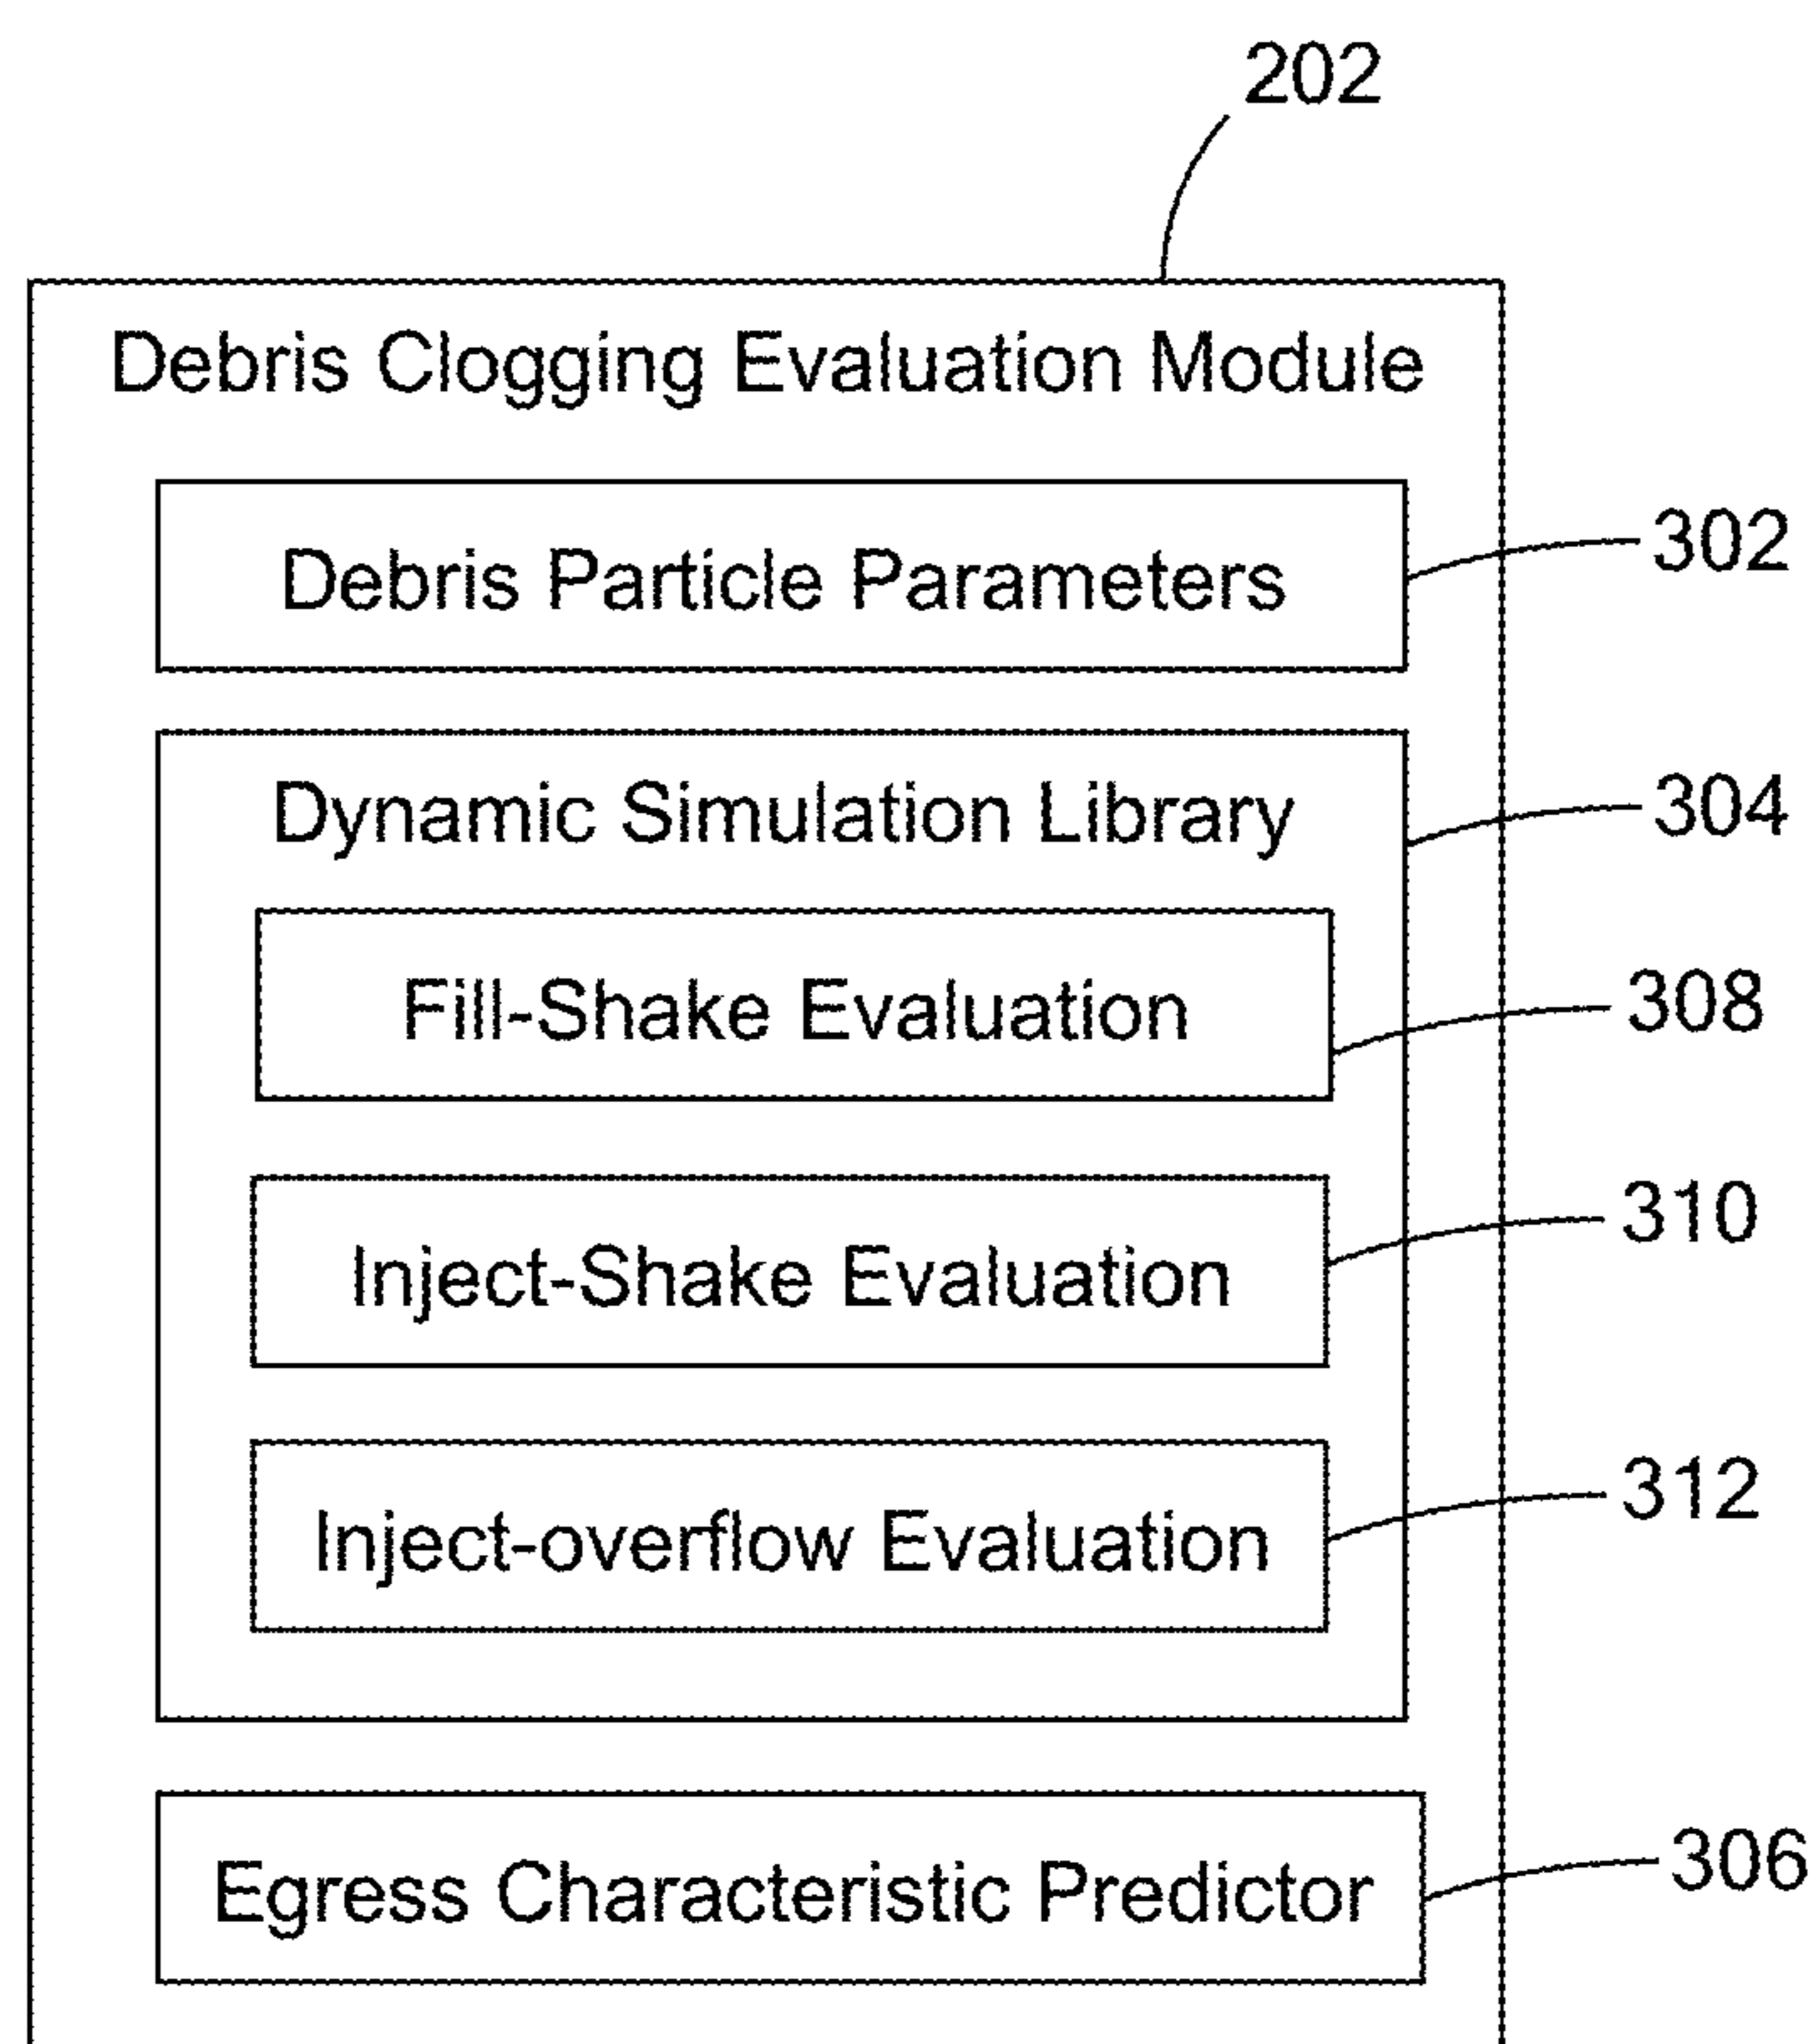 202
Debris Clogging Evaluation Module
Debris Particle Parameters
302
Dynamic Simulation Library
304
Fill-Shake Evaluation
308
Inject-Shake Evaluation
310
Inject-overflow Evaluation
312
Egress Characteristic Predictor
306